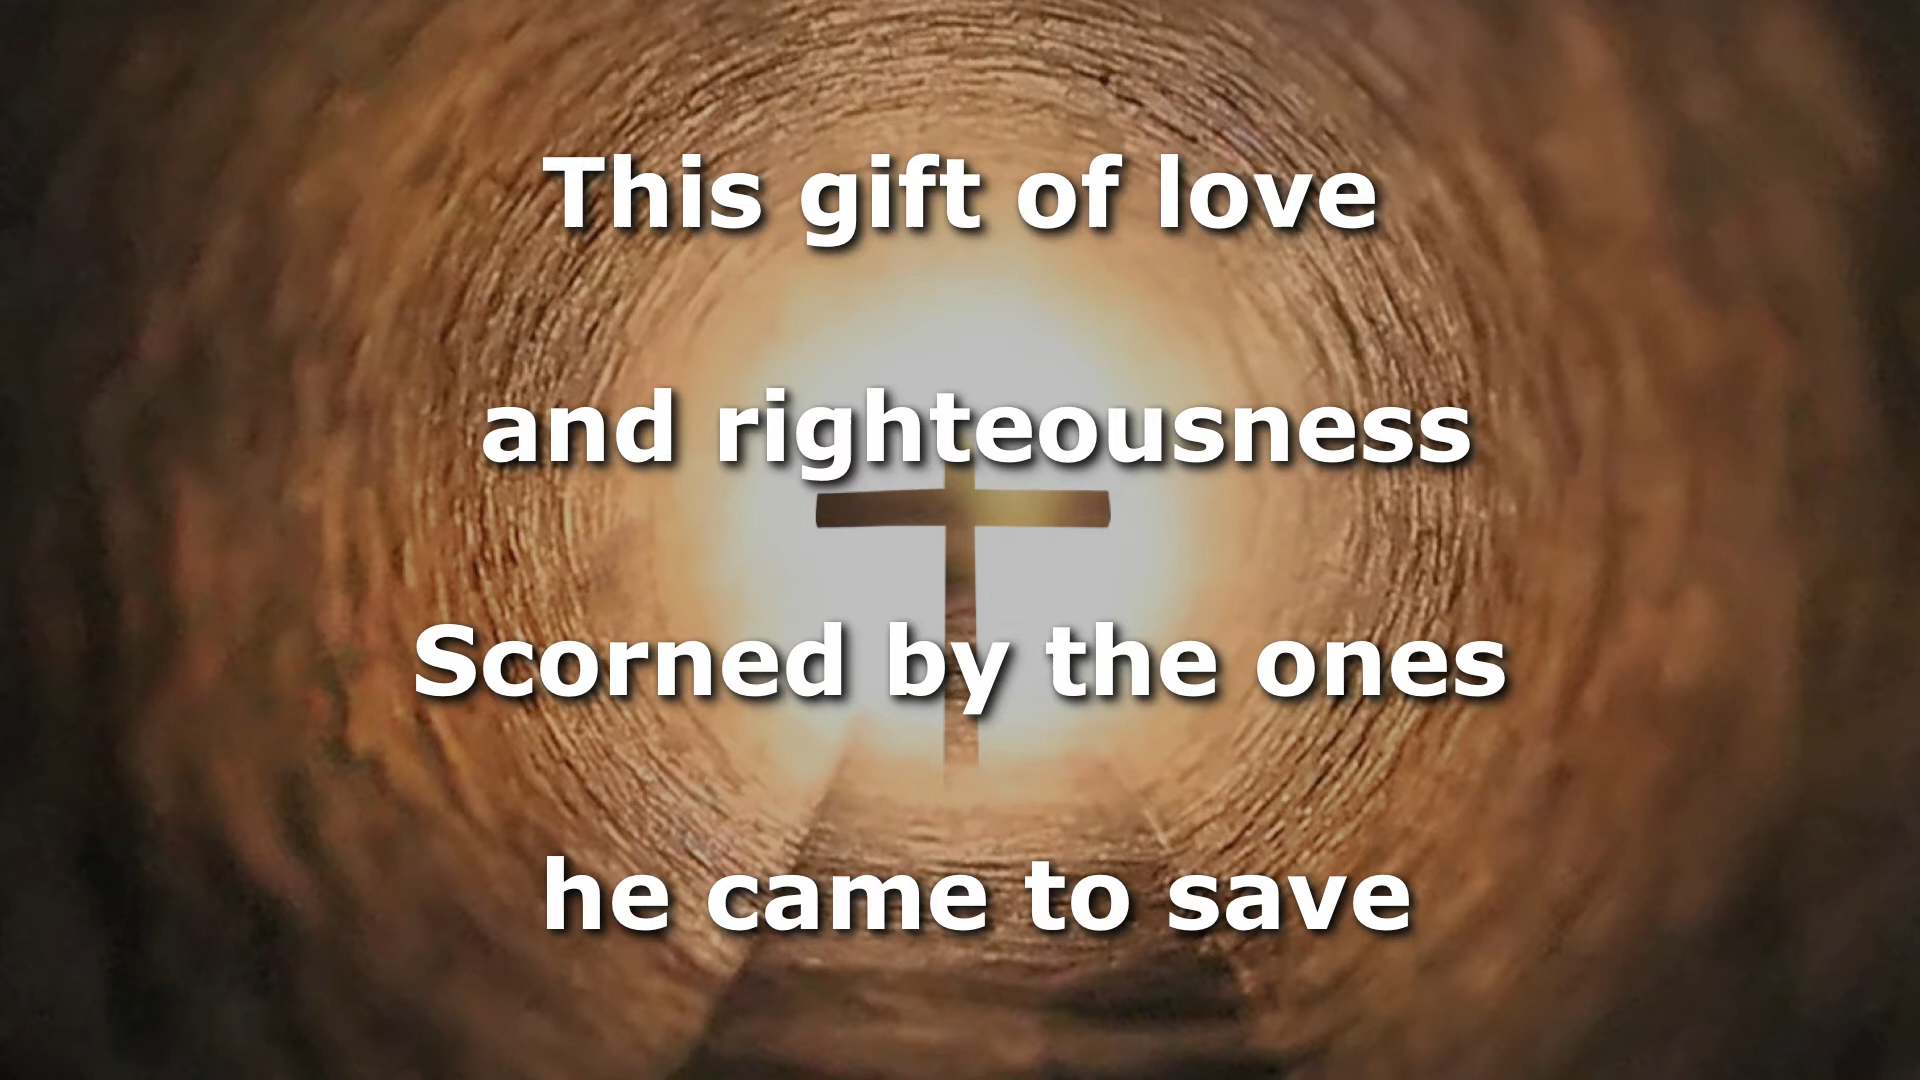 This gift of love
and righteousness
Scorned by the ones
he came to save